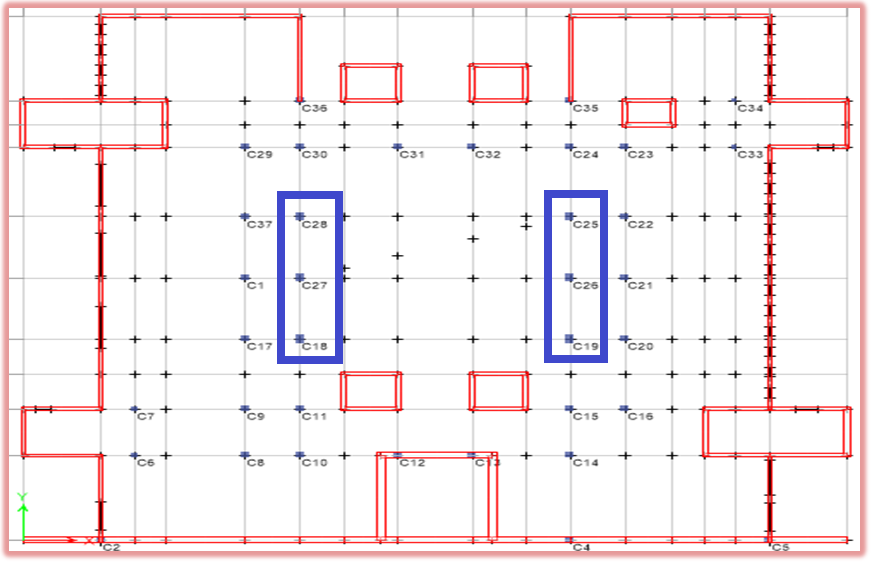 C36 C35 C34
C29 C30 C31 C32 C24 C23 C33
C37 C28 C25 C22
C1 C27 C26 C21
C17 C18 C19 C20
C7 C9 C11 C15 C16
C6 C8 C10 C12 C13 C14
Y
X
C2 C4 C5